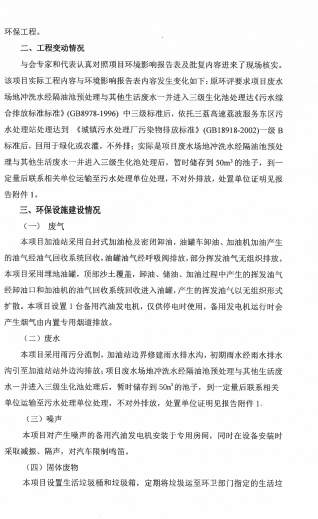 环保工程。
二、工程变动情况
与会专家和代表认真对照项目环境影响报告表及批复内容进来了现场核实。
该项目实际工程内容与环境影响报告表内容发生变化如下:原环评要求项目废水
场地冲洗水经隔油池预处理与其他生活废水一并进入三级生化池处理达《污水综
合排放标准标准》(GB8978-1996) 中三级标准后，依托三荔高速荔波服务东区污
水处理站处理达到 《城镇污水处理厂污染物排放标准》(GB18918-2002)一级 B
标准后，回用于绿化或农灌，不外排；实际是项目废水场地冲洗水经隔油池预处
理与其他生活废水一并进入三级生化池处理后，暂时储存到 50m³的池子，到一
定量后联系相关单位运输至污水处理单位处理，不对外排放，处置单位证明见报
告附件 1。
三、环保设施建设情况
（一）废气
本项目加油站采用自封式加油枪及密闭卸油，油罐车卸油、加油机加油产生
的油气经油气回收系统回收，油罐油气经呼吸阀排放，部分挥发油气无组织排放。
本项目采用埋地油罐，顶部沙土覆盖，卸油、储油、加油过程中产生的挥发油气
经卸油口和加油机的油气回收系统回收进入油罐，产生的挥发油气以无组织形式
扩散。本项目设置 1 台备用汽油发电机，仅供停电时使用，备用发电机运行时会
产生烟气由内置专用烟道排放。
（二）废水
本项目采用雨污分流制，加油站边界修建雨水排水沟，初期雨水经雨水排水
沟引至加油站站外边沟排放；项目废水场地冲洗水经隔油池预处理与其他生活废
水一并进入三级生化池处理后，暂时储存到 50m³的池子，到一定量后联系相关
单位运输至污水处理单位处理，不对外排放，处置单位证明见报告附件 1.
（三）噪声
本项对产生噪声的备用汽油发电机安装于专用房间，同时在设备安装时
采取减振、隔声，对汽车限制鸣笛。
（四）固体废物
本项目设置生活垃圾桶和垃圾箱，定期将垃圾运至环卫部门指定的生活垃